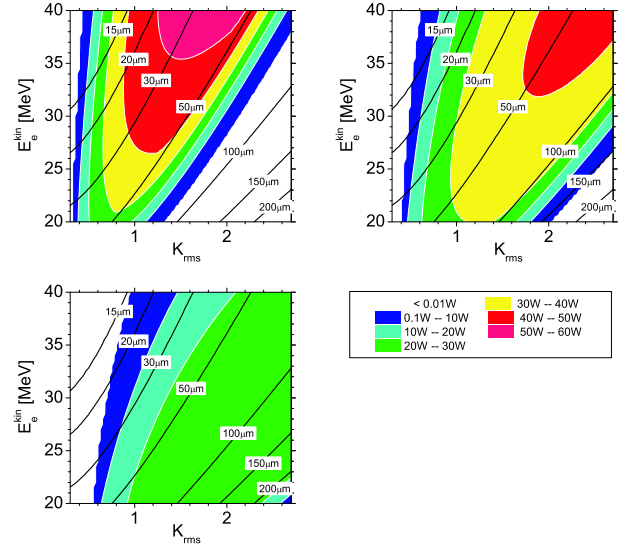 40
35
30
25
20
E_e^kin [MeV]
15µm
20µm
30µm
50µm
100µm
150µm
200µm
1
2
K_rms
40
35
30
25
20
E_e^kin [MeV]
15µm
20µm
30µm
50µm
100µm
150µm
200µm
1
2
K_rms
40
35
30
25
20
E_e^kin [MeV]
15µm
20µm
30µm
50µm
100µm
150µm
200µm
1
2
K_rms
< 0.01W
0.1W -- 10W
10W -- 20W
20W -- 30W
30W -- 40W
40W -- 50W
50W -- 60W